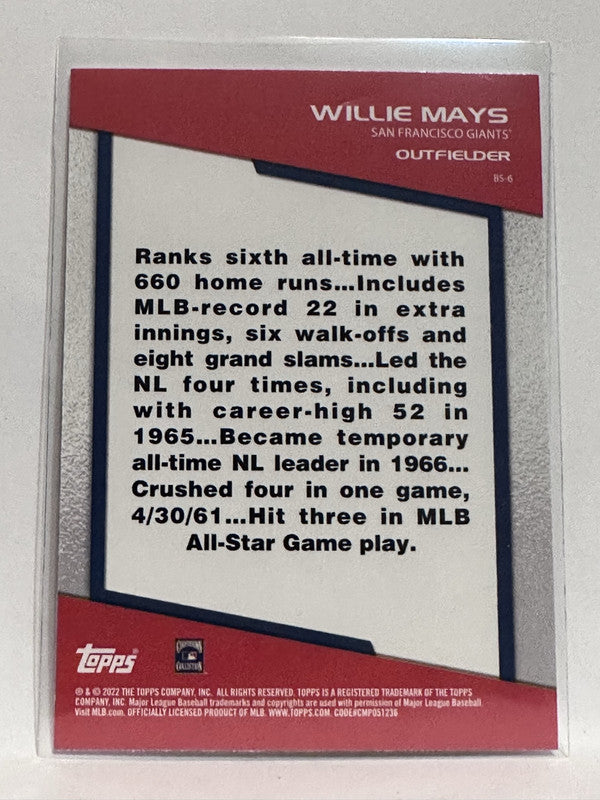 WILLIE MAYS
SAN FRANCISCO GIANTS®
OUTFIELDER
BS-6
Ranks sixth all-time with
660 home runs...Includes
MLB-record 22 in extra
innings, six walk-offs and
eight grand slams...Led the
NL four times, including
with career-high 52 in
1965...Became temporary
all-time NL leader in 1966...
Crushed four in one game,
4/30/61...Hit three in MLB
All-Star Game play.
topps®
COOPERSTOWN
COLLECTION
® & © 2022 THE TOPPS COMPANY, INC. ALL RIGHTS RESERVED. TOPPS IS A REGISTERED TRADEMARK OF THE TOPPS
COMPANY, INC. Major League Baseball trademarks and copyrights are used with permission of Major League Baseball.
Visit MLB.com. OFFICIALLY LICENSED PRODUCT OF MLB. WWW.TOPPS.COM. CODE#CMP051236